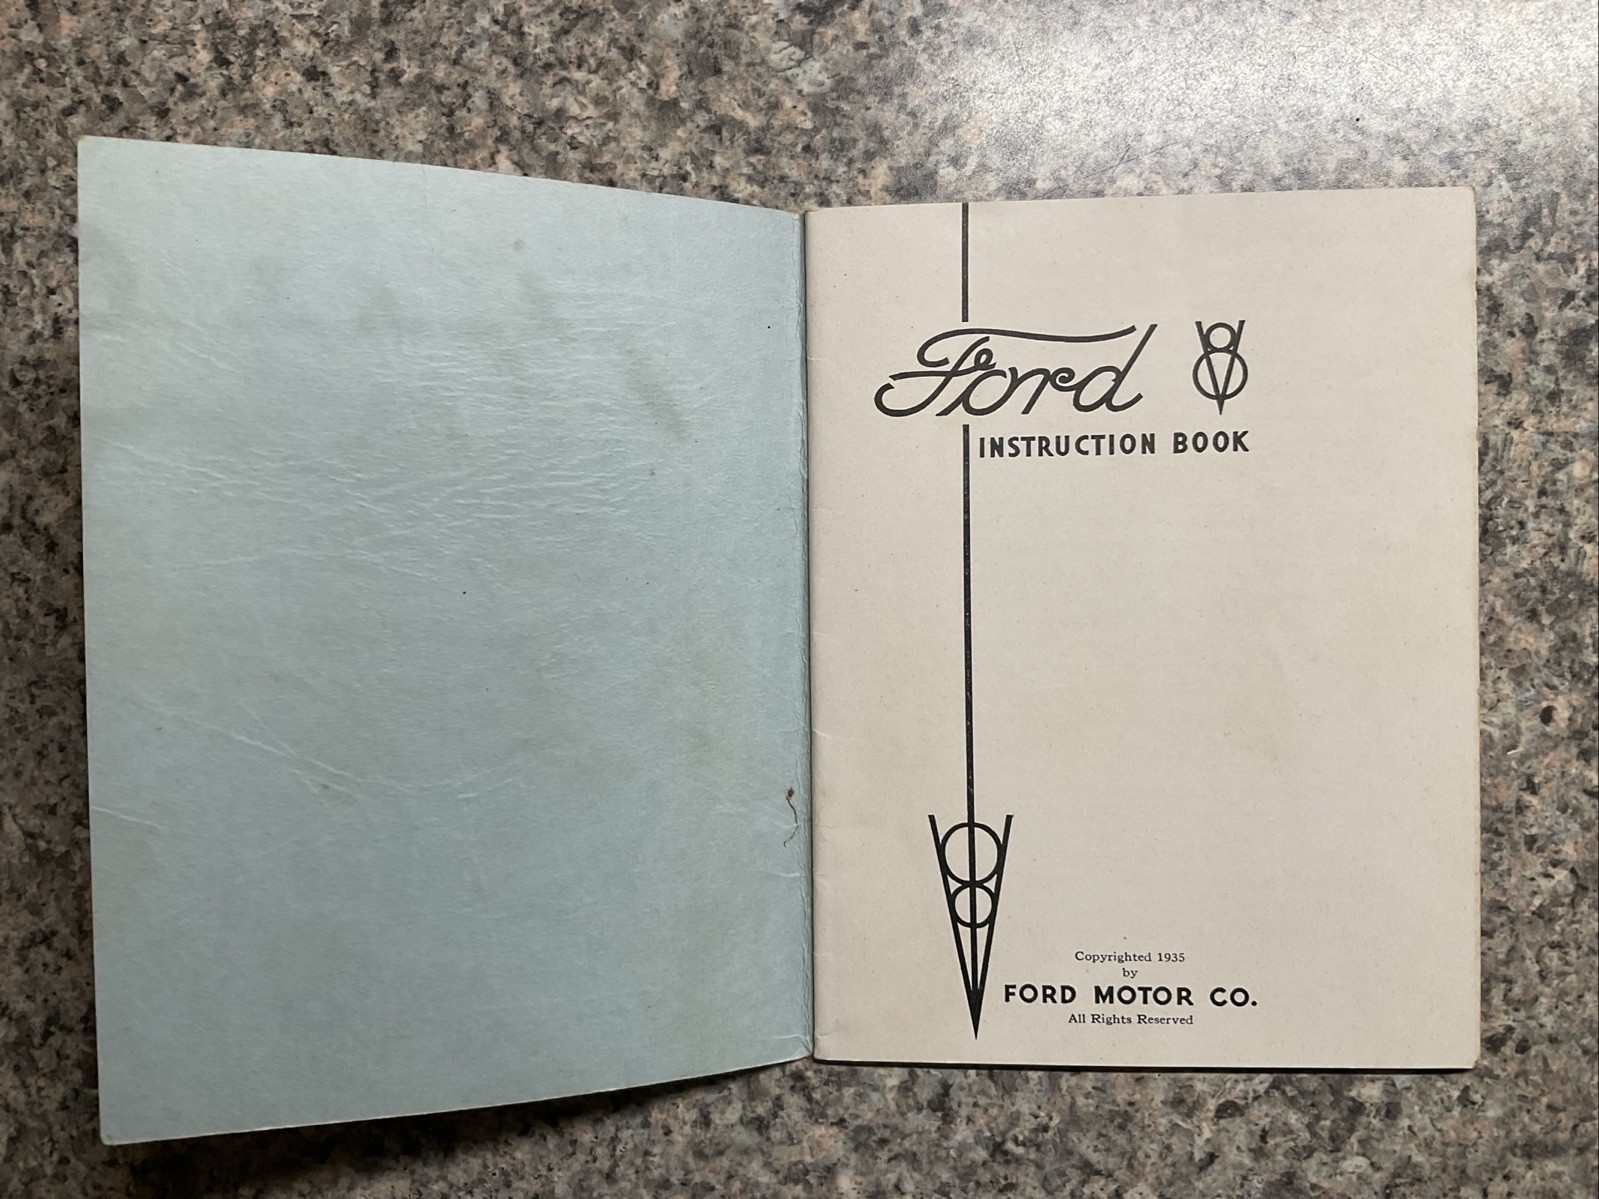 Ford V8
INSTRUCTION BOOK
V8
Copyrighted 1935
by
FORD MOTOR CO.
All Rights Reserved